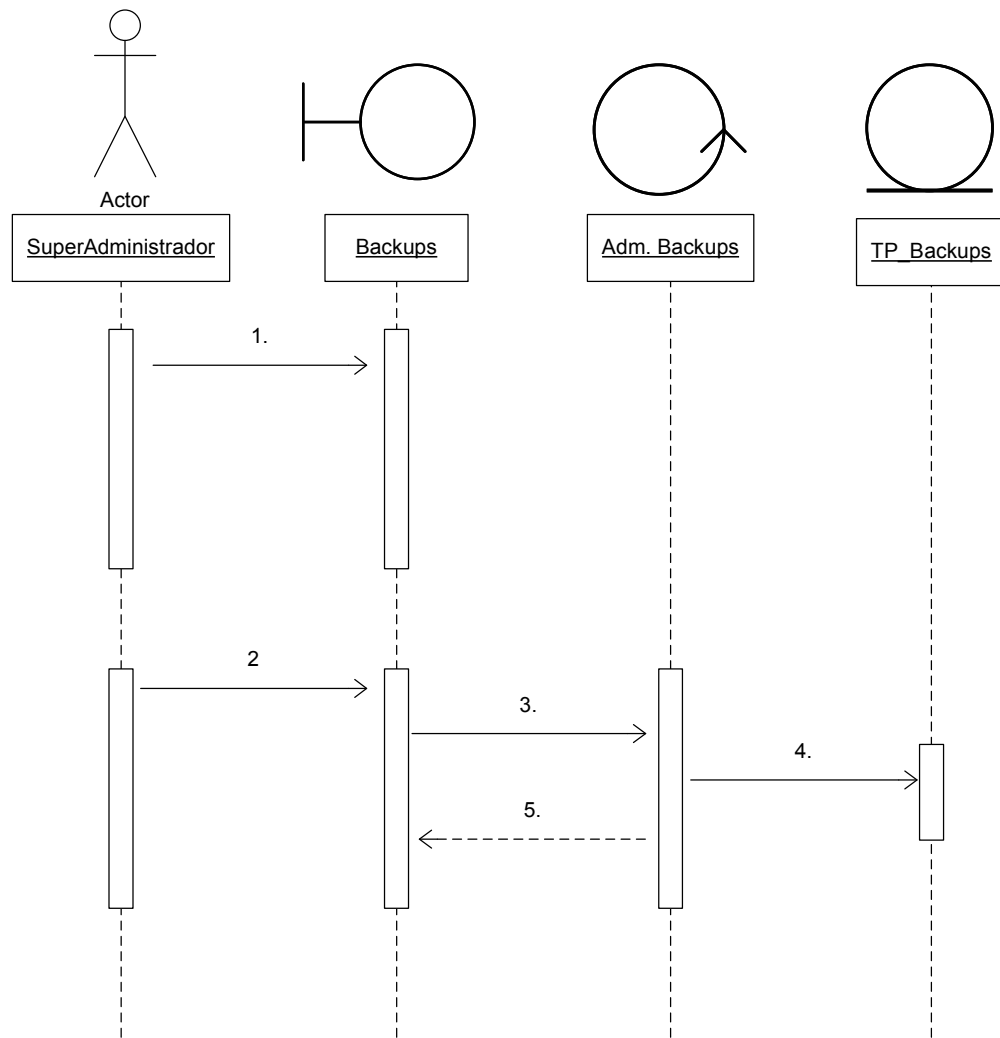 Actor
SuperAdministrador
Backups
Adm. Backups
TP_Backups
1.
2
3.
4.
5.